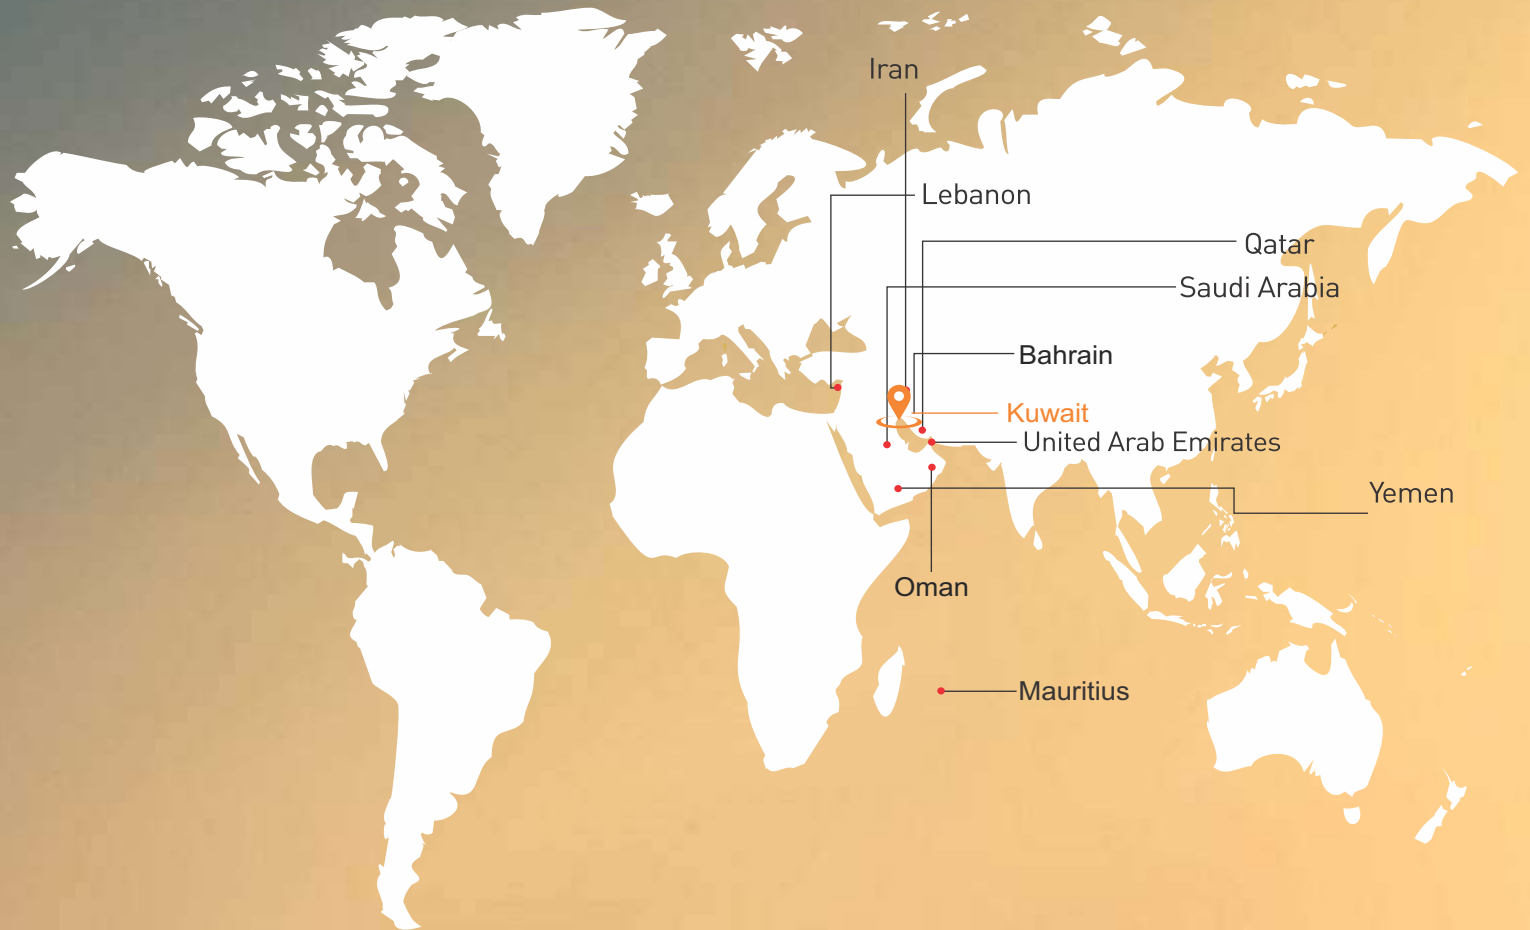 Iran
Lebanon
Qatar
Saudi Arabia
Bahrain
Kuwait
United Arab Emirates
Yemen
Oman
Mauritius